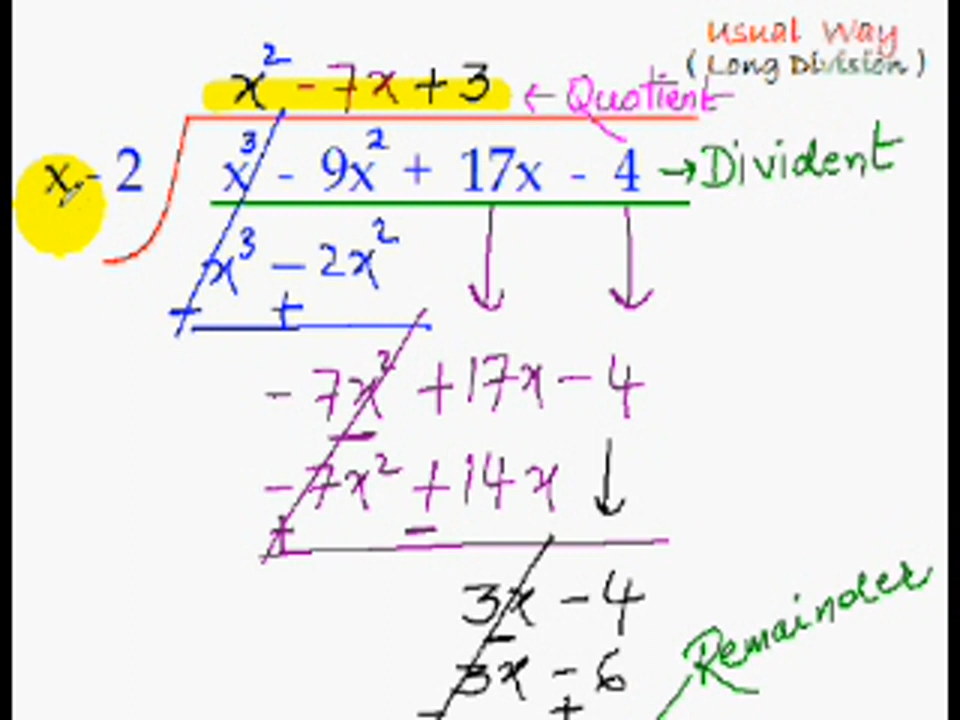 Usual Way
(Long Division)
x² - 7x + 3 ← Quotient
x - 2 x³ - 9x² + 17x - 4 → Divident
x³ - 2x²
- +
- 7x² + 17x - 4
- 7x² + 14x
+ -
3x - 4
3x - 6
- +
Remainder